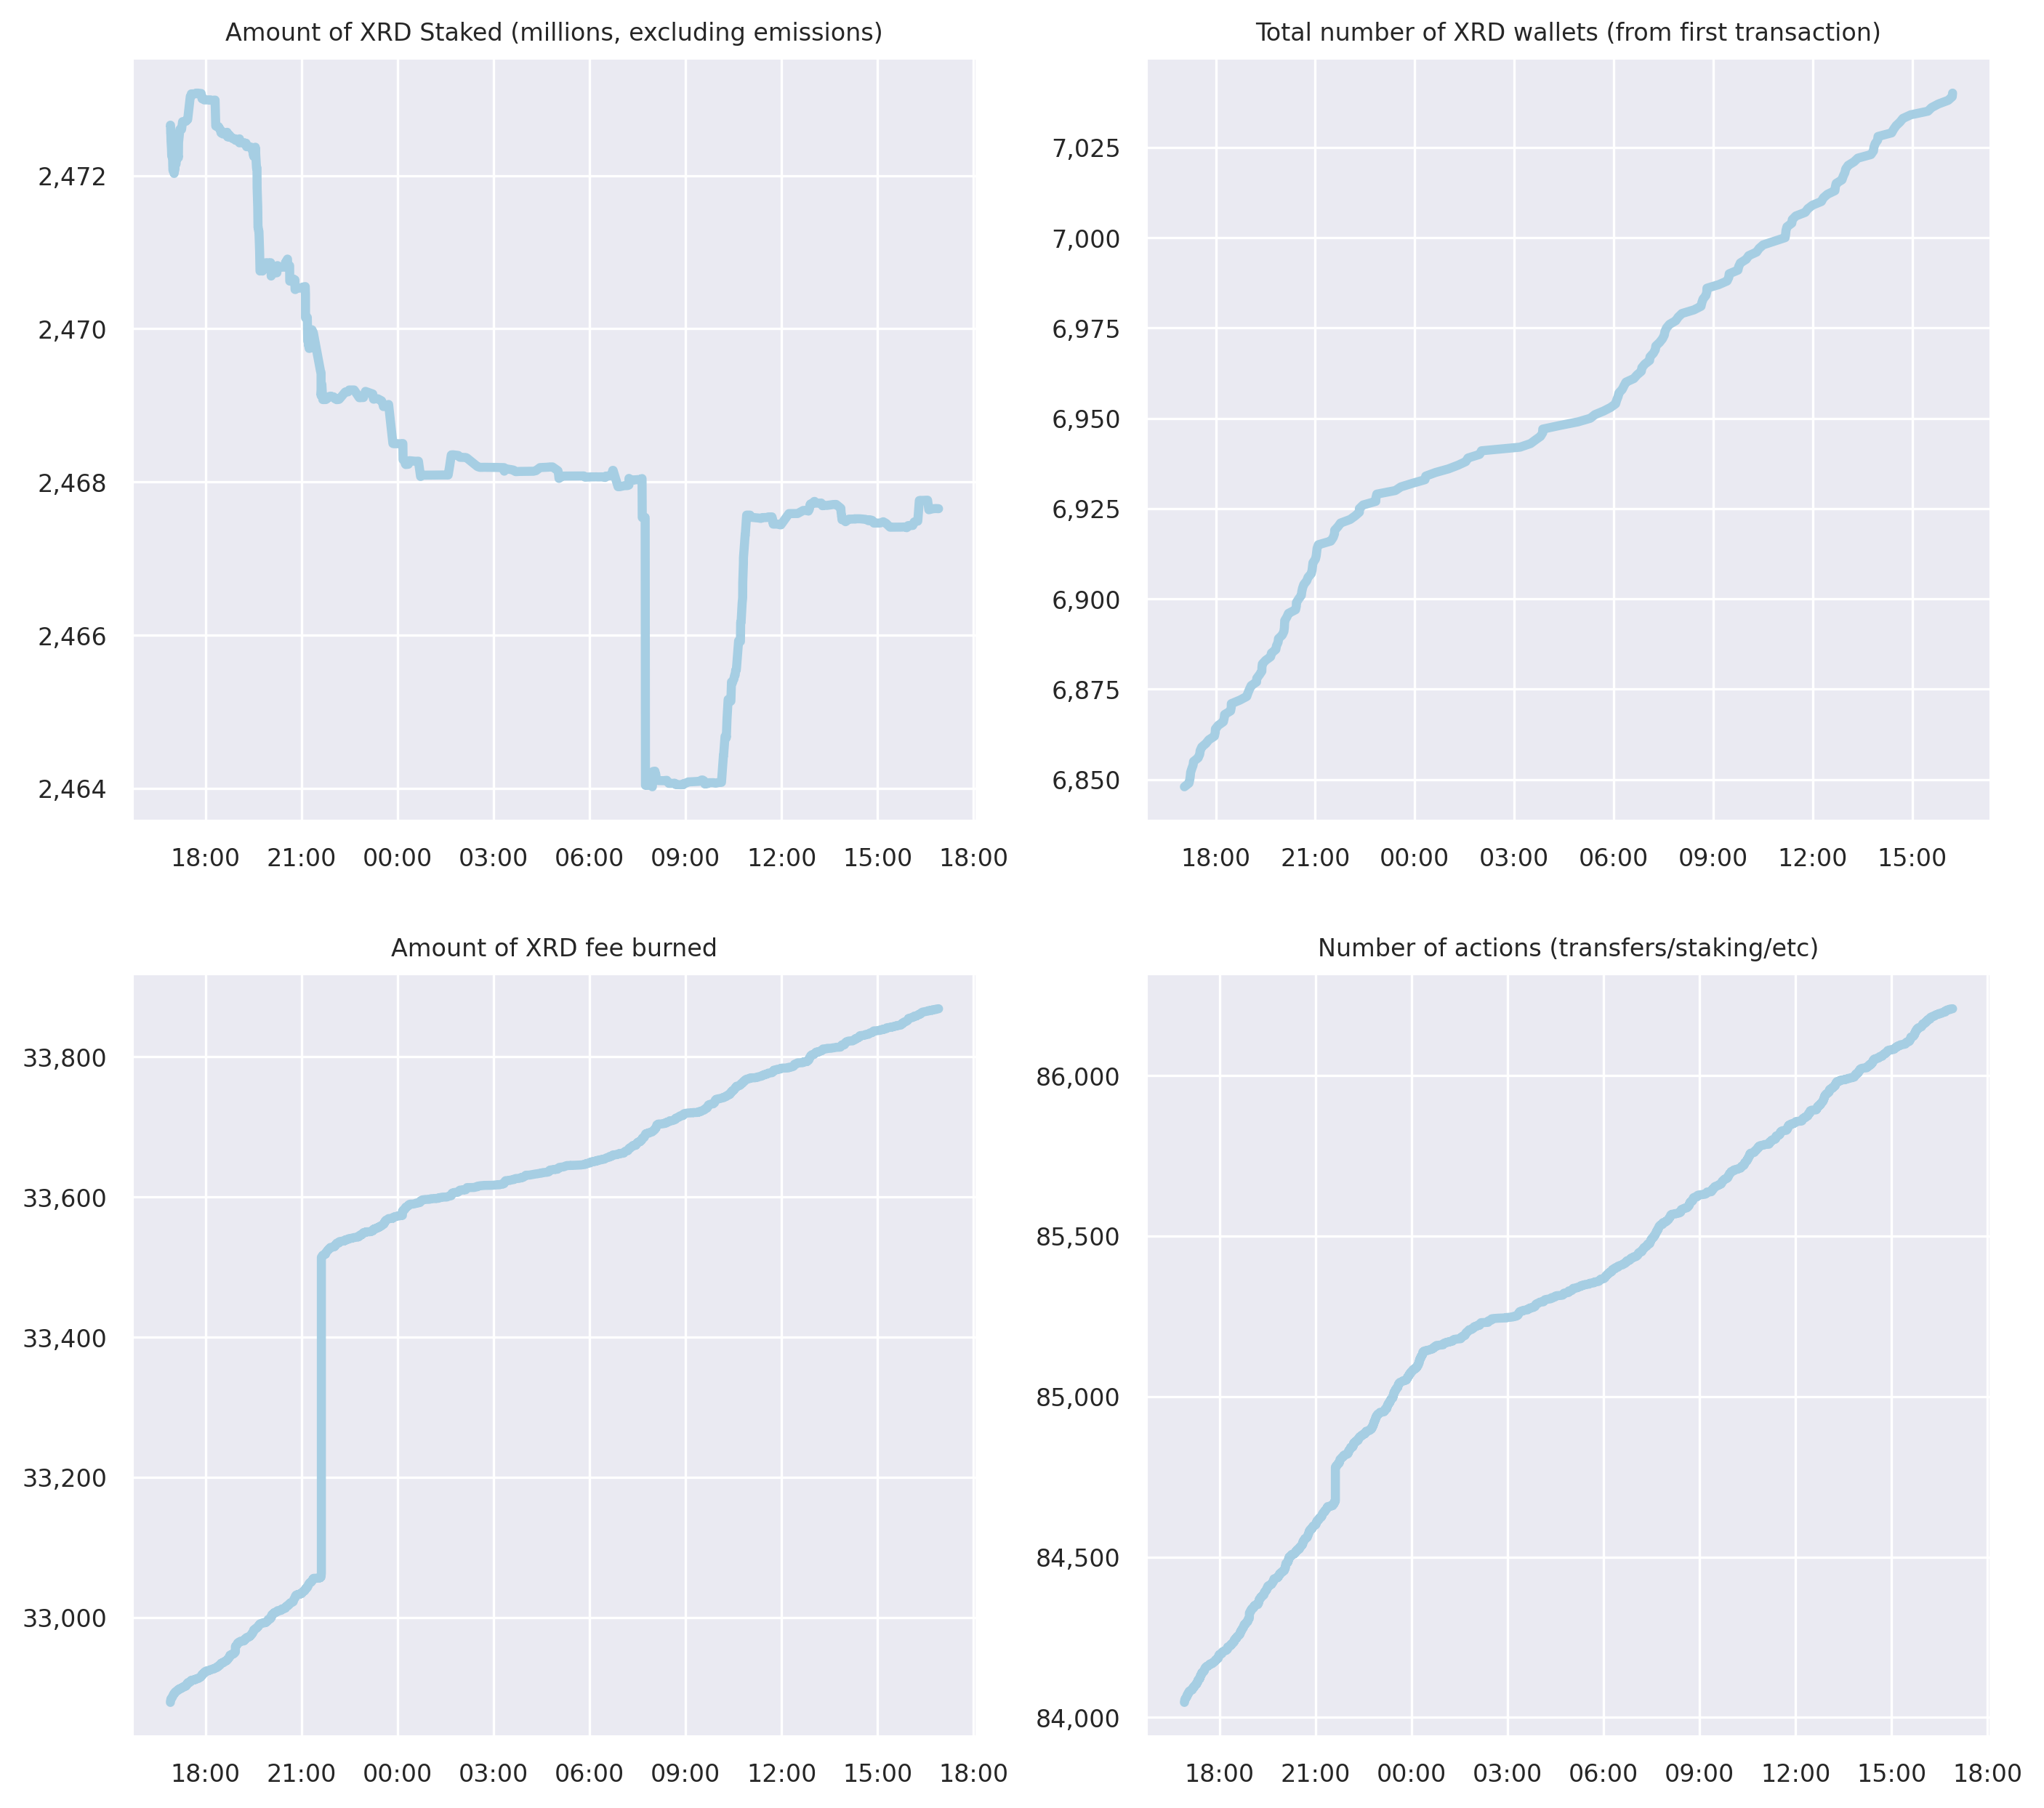 Amount of XRD Staked (millions, excluding emissions)
2,472
2,470
2,468
2,466
2,464
18:00 21:00 00:00 03:00 06:00 09:00 12:00 15:00 18:00
Total number of XRD wallets (from first transaction)
7,025
7,000
6,975
6,950
6,925
6,900
6,875
6,850
18:00 21:00 00:00 03:00 06:00 09:00 12:00 15:00
Amount of XRD fee burned
33,800
33,600
33,400
33,200
33,000
18:00 21:00 00:00 03:00 06:00 09:00 12:00 15:00 18:00
Number of actions (transfers/staking/etc)
86,000
85,500
85,000
84,500
84,000
18:00 21:00 00:00 03:00 06:00 09:00 12:00 15:00 18:00